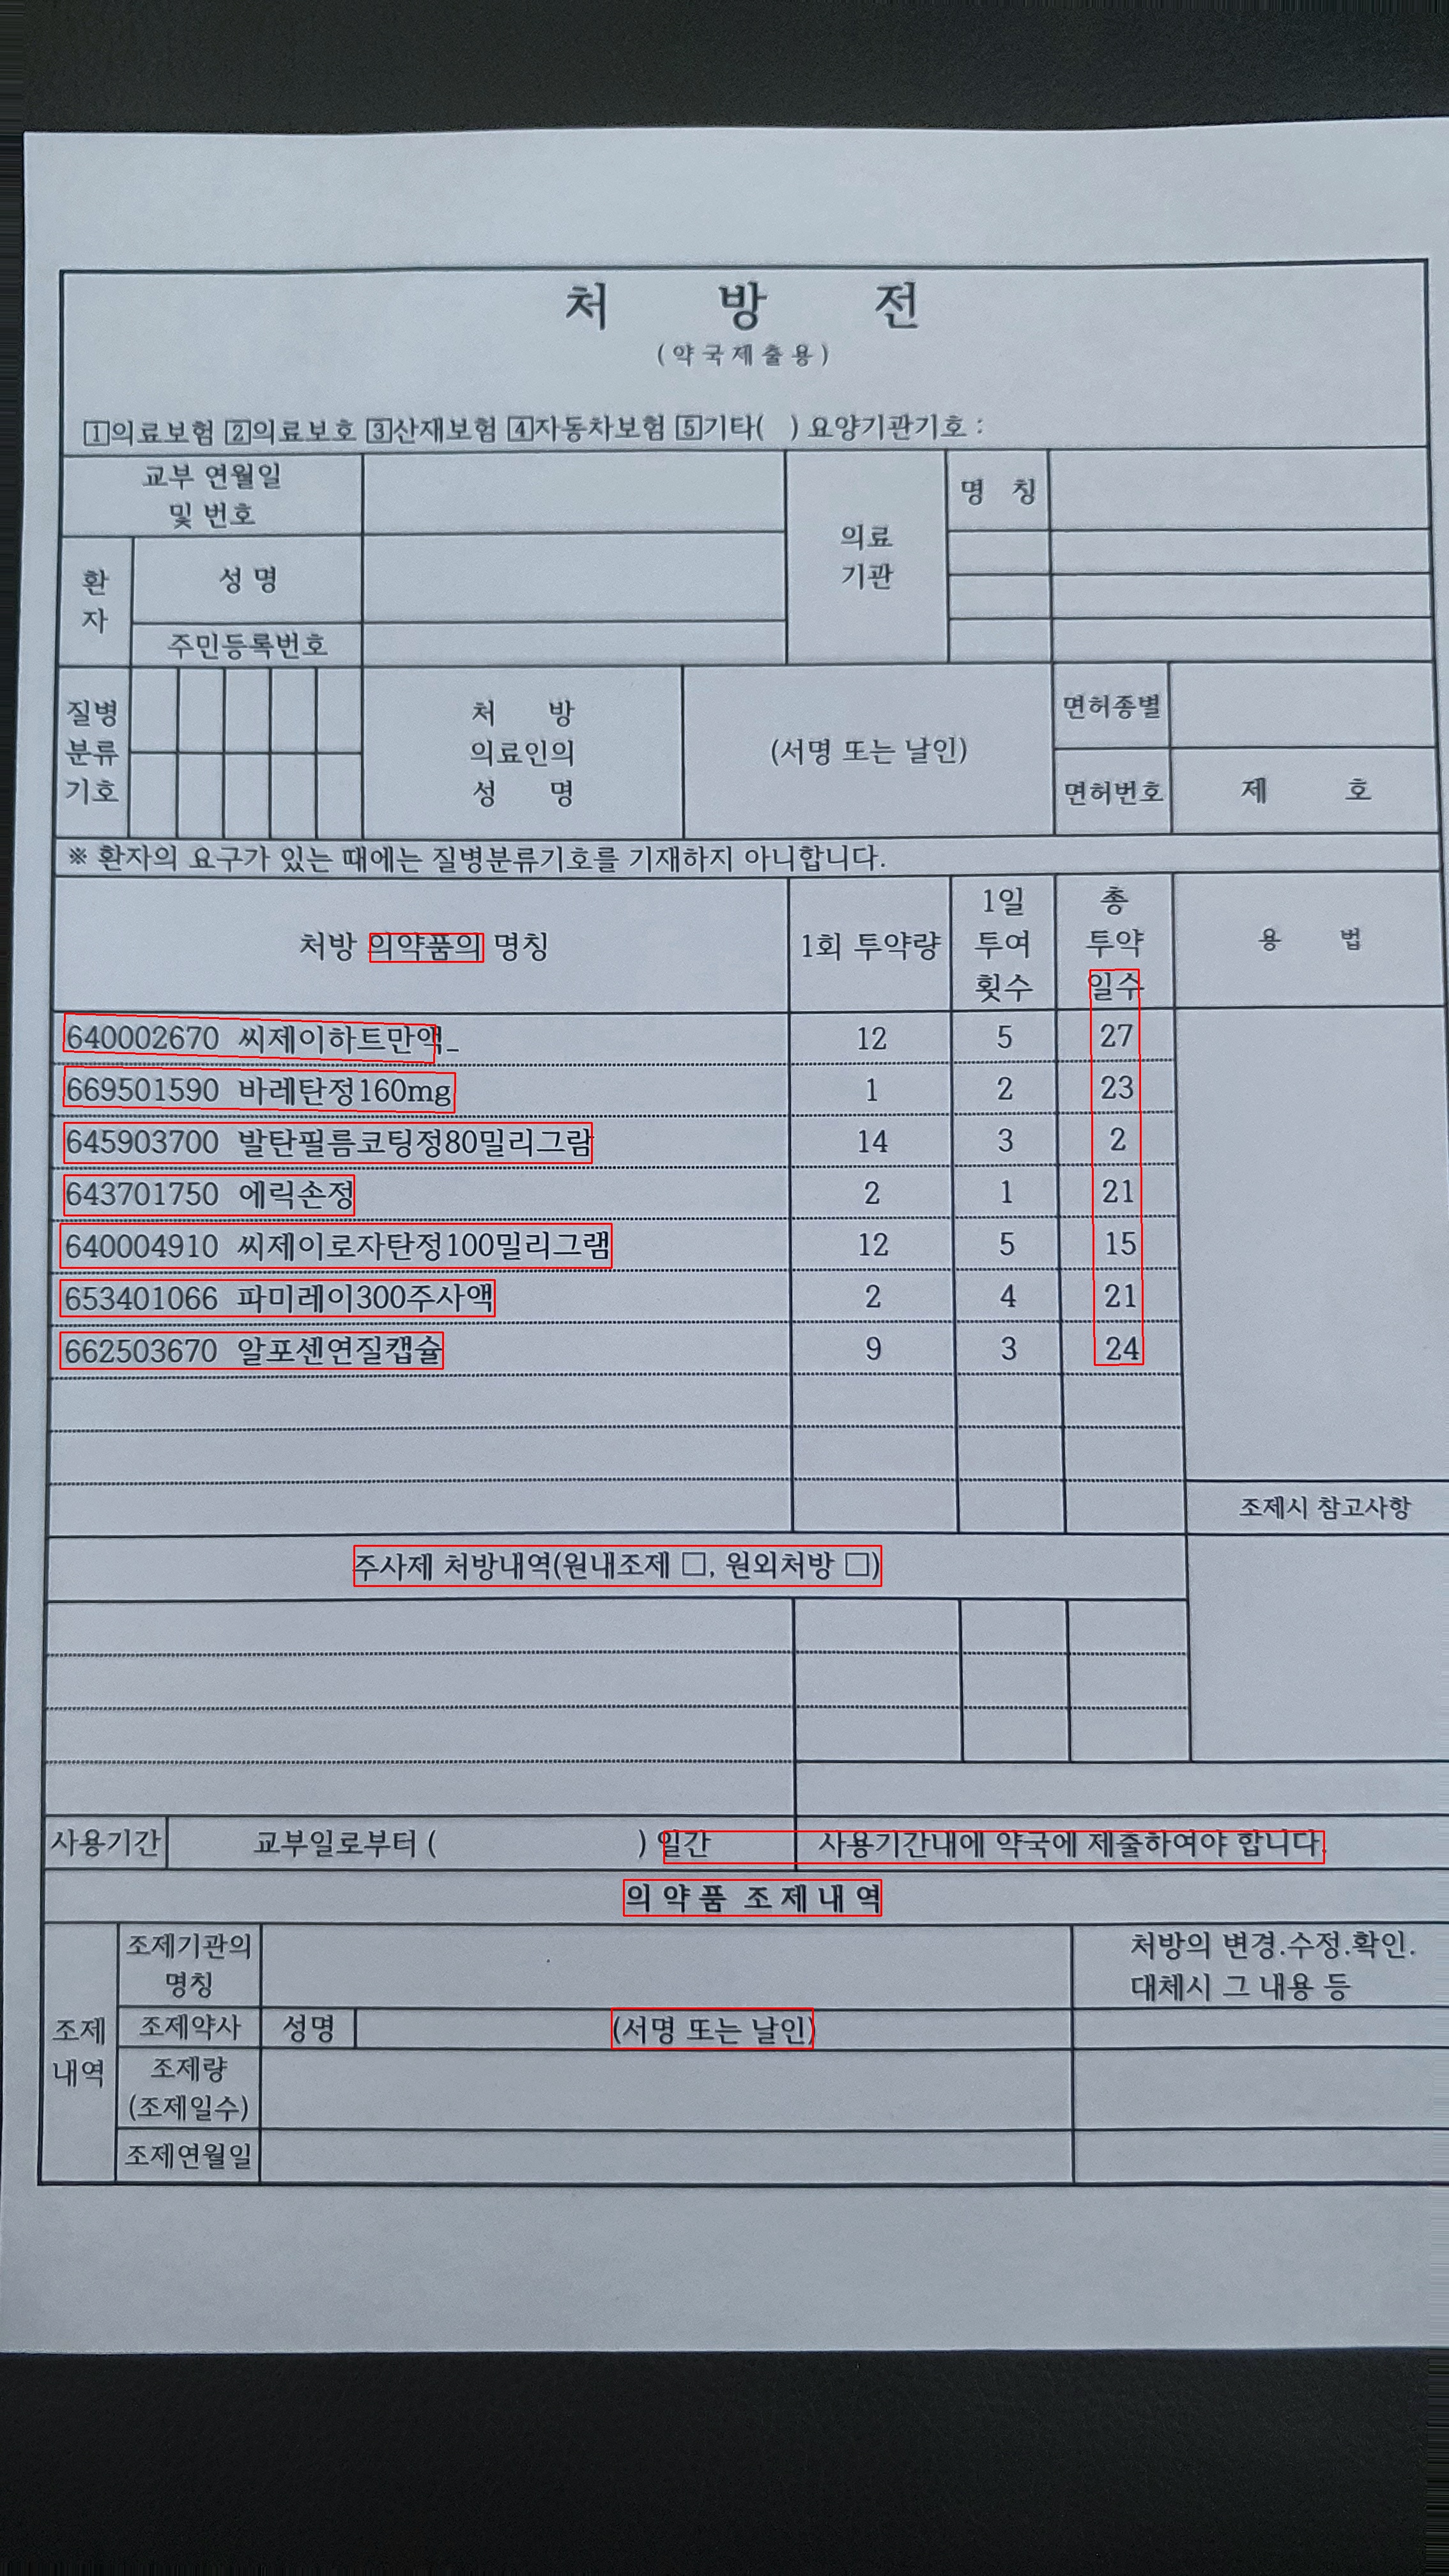 처 방 전
(약국제출용)
1의료보험 2의료보호 3산재보험 4자동차보험 5기타( ) 요양기관기호 :
교부 연월일
및 번호
의료
기관
명 칭
환
자
성 명
주민등록번호
질병
분류
기호
처 방
의료인의
성 명
(서명 또는 날인)
면허종별
면허번호 제 호
※ 환자의 요구가 있는 때에는 질병분류기호를 기재하지 아니합니다.
처방 의약품의 명칭
1회 투약량
1일
투여
횟수
총
투약
일수
용 법
640002670 씨제이하트만액_ 12 5 27
669501590 바레탄정160mg 1 2 23
645903700 발탄필름코팅정80밀리그람 14 3 2
643701750 에릭손정 2 1 21
640004910 씨제이로자탄정100밀리그램 12 5 15
653401066 파미레이300주사액 2 4 21
662503670 알포센연질캡슐 9 3 24
조제시 참고사항
주사제 처방내역(원내조제 □, 원외처방 □)
사용기간 교부일로부터 ( ) 일간 사용기간내에 약국에 제출하여야 합니다.
의 약 품 조 제 내 역
조제
내역
조제기관의
명칭
처방의 변경.수정.확인.
대체시 그 내용 등
조제약사 성명 (서명 또는 날인)
조제량
(조제일수)
조제연월일